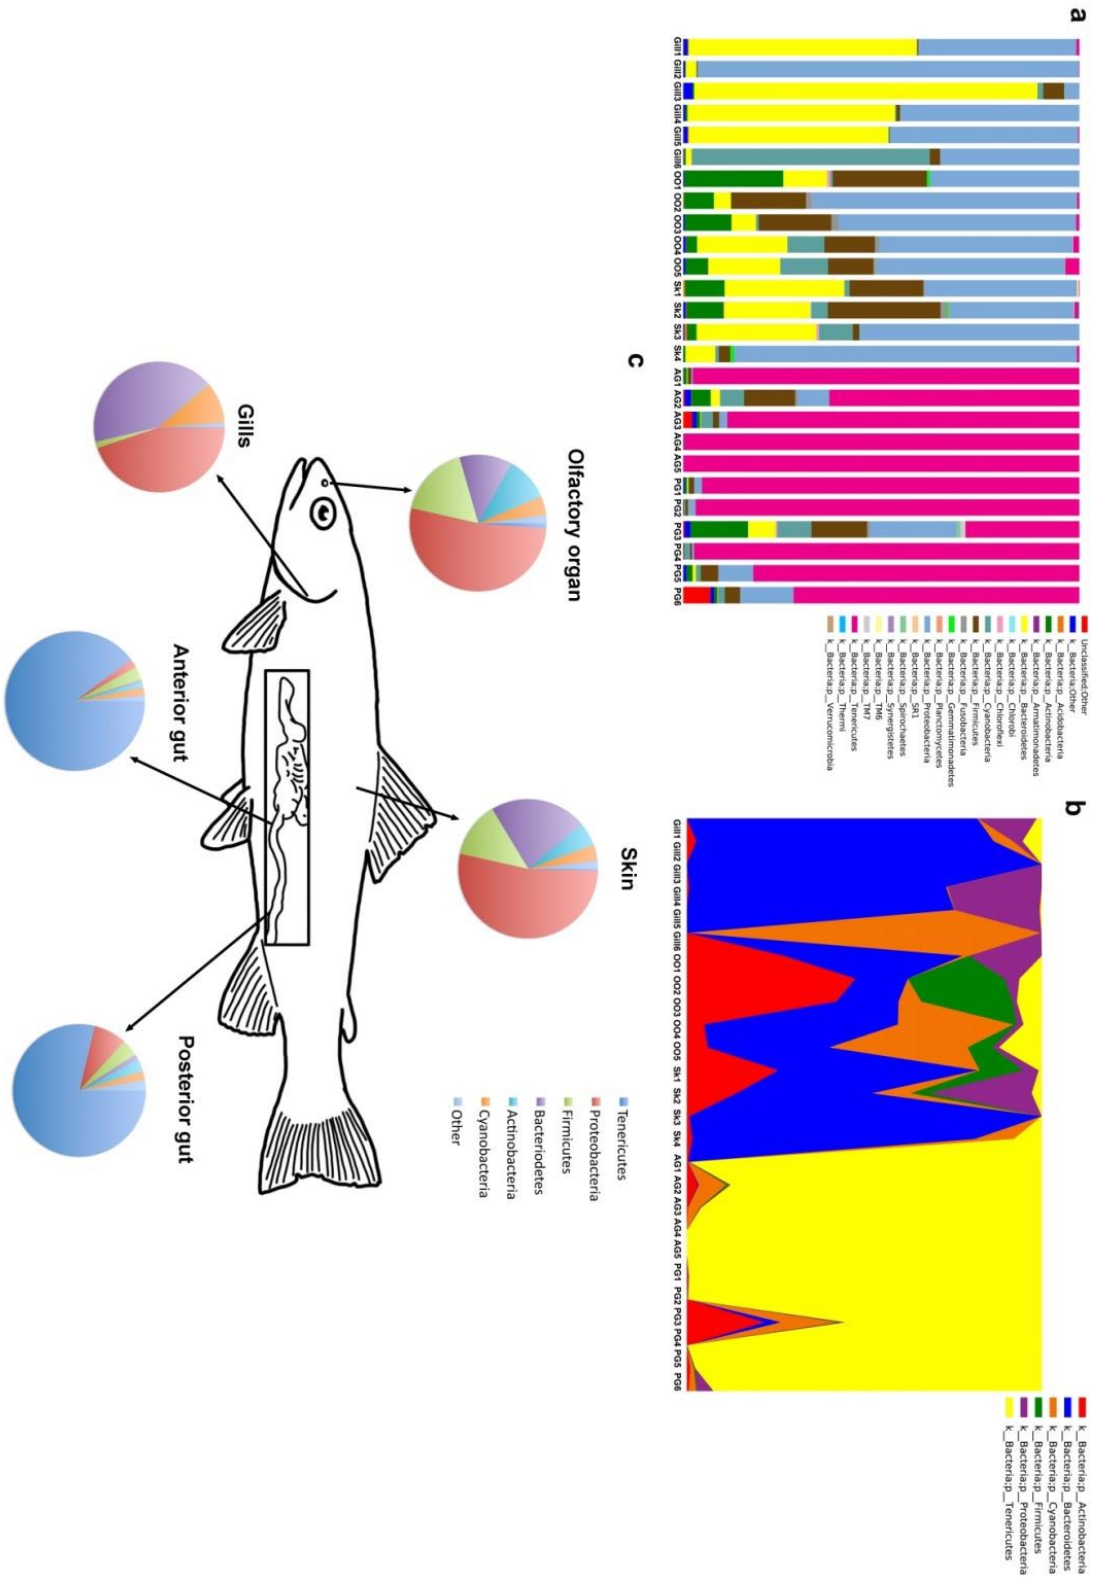 a
Gill1
Gill2
Gill3
Gill4
Gill5
Gill6
OO1
OO2
OO3
OO4
OO5
Sk1
Sk2
Sk3
Sk4
AG1
AG2
AG3
AG4
AG5
PG1
PG2
PG3
PG4
PG5
PG6
Unclassified;Other
k__Bacteria;Other
k__Bacteria;p__Acidobacteria
k__Bacteria;p__Actinobacteria
k__Bacteria;p__Armatimonadetes
k__Bacteria;p__Bacteroidetes
k__Bacteria;p__Chlorobi
k__Bacteria;p__Chloroflexi
k__Bacteria;p__Cyanobacteria
k__Bacteria;p__Firmicutes
k__Bacteria;p__Fusobacteria
k__Bacteria;p__Gemmatimonadetes
k__Bacteria;p__Planctomycetes
k__Bacteria;p__Proteobacteria
k__Bacteria;p__SR1
k__Bacteria;p__Spirochaetes
k__Bacteria;p__Synergistetes
k__Bacteria;p__TM6
k__Bacteria;p__TM7
k__Bacteria;p__Tenericutes
k__Bacteria;p__Thermi
k__Bacteria;p__Verrucomicrobia
b
Gill1 Gill2 Gill3 Gill4 Gill5 Gill6 OO1 OO2 OO3 OO4 OO5 Sk1 Sk2 Sk3 Sk4 AG1 AG2 AG3 AG4 AG5 PG1 PG2 PG3 PG4 PG5 PG6
k__Bacteria;p__Actinobacteria
k__Bacteria;p__Bacteroidetes
k__Bacteria;p__Cyanobacteria
k__Bacteria;p__Firmicutes
k__Bacteria;p__Proteobacteria
k__Bacteria;p__Tenericutes
c
Olfactory organ
Skin
Gills
Anterior gut
Posterior gut
Tenericutes
Proteobacteria
Firmicutes
Bacteriodetes
Actinobacteria
Cyanobacteria
Other